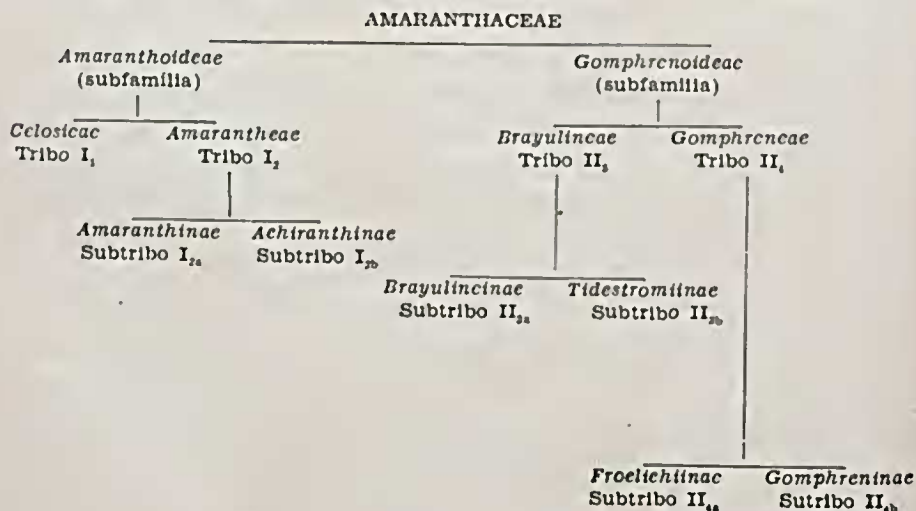 AMARANTHACEAE
Amaranthoideae
(subfamilia)
Gomphrenoideae
(subfamilia)
Celosieae
Tribo I₁
Amarantheae
Tribo I₂
Brayulineae
Tribo II₃
Gomphreneae
Tribo II₄
Amaranthinae
Subtribo I₂ₐ
Achiranthinae
Subtribo I₂b
Brayulineinae
Subtribo II₃ₐ
Tidestromiinae
Subtribo II₃b
Froelichiinae
Subtribo II₄ₐ
Gomphreninae
Sutribo II₄b